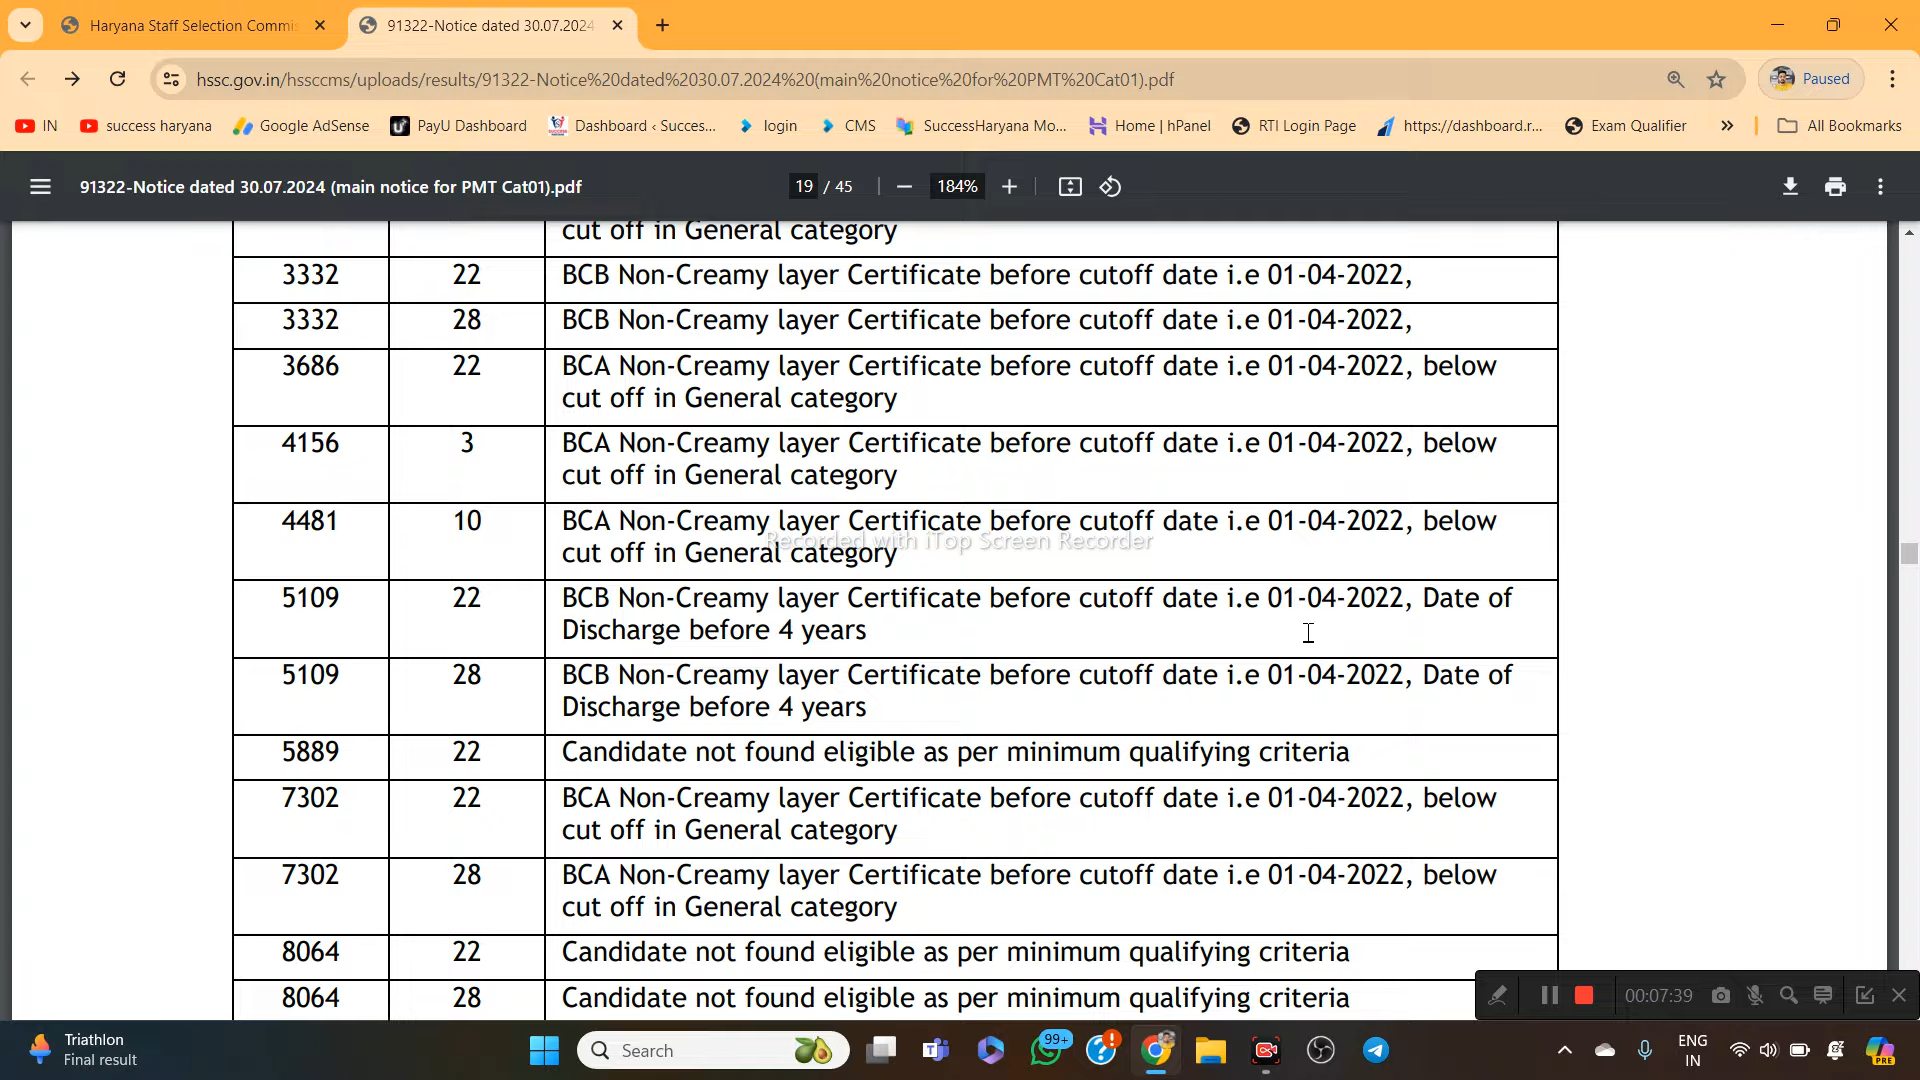 Haryana Staff Selection Commi
91322-Notice dated 30.07.2024
hssc.gov.in/hssccms/uploads/results/91322-Notice%20dated%2030.07.2024%20(main%20notice%20for%20PMT%20Cat01).pdf
Paused
IN
success haryana
Google AdSense
PayU Dashboard
Dashboard ‹ Succes...
login
CMS
SuccessHaryana Mo...
Home | hPanel
RTI Login Page
https://dashboard.r...
Exam Qualifier
All Bookmarks
91322-Notice dated 30.07.2024 (main notice for PMT Cat01).pdf
19 / 45
184%
cut off in General category
3332 22 BCB Non-Creamy layer Certificate before cutoff date i.e 01-04-2022,
3332 28 BCB Non-Creamy layer Certificate before cutoff date i.e 01-04-2022,
3686 22 BCA Non-Creamy layer Certificate before cutoff date i.e 01-04-2022, below
cut off in General category
4156 3 BCA Non-Creamy layer Certificate before cutoff date i.e 01-04-2022, below
cut off in General category
4481 10 BCA Non-Creamy layer Certificate before cutoff date i.e 01-04-2022, below
cut off in General category
Recorded with iTop Screen Recorder
5109 22 BCB Non-Creamy layer Certificate before cutoff date i.e 01-04-2022, Date of
Discharge before 4 years
5109 28 BCB Non-Creamy layer Certificate before cutoff date i.e 01-04-2022, Date of
Discharge before 4 years
5889 22 Candidate not found eligible as per minimum qualifying criteria
7302 22 BCA Non-Creamy layer Certificate before cutoff date i.e 01-04-2022, below
cut off in General category
7302 28 BCA Non-Creamy layer Certificate before cutoff date i.e 01-04-2022, below
cut off in General category
8064 22 Candidate not found eligible as per minimum qualifying criteria
8064 28 Candidate not found eligible as per minimum qualifying criteria
00:07:39
Triathlon
Final result
Search
99+
ENG
IN
PRE